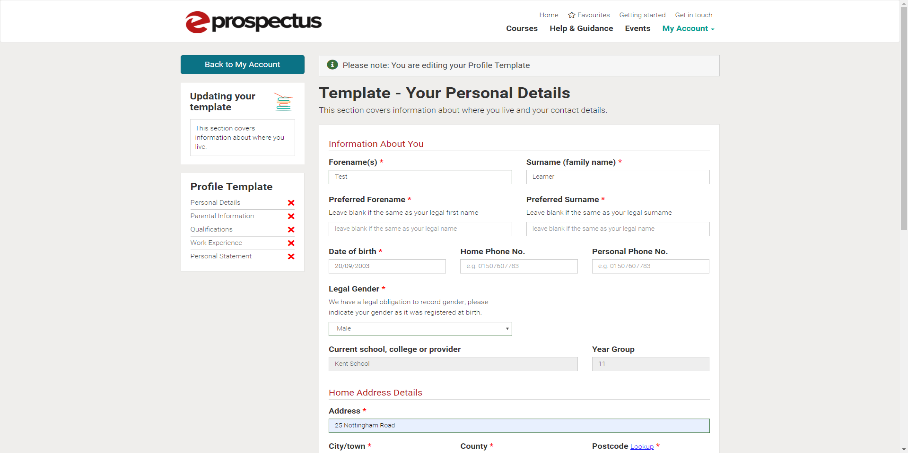 eprospectus
Home Favourites Getting started Get in touch
Courses Help & Guidance Events My Account
Back to My Account
Updating your
template
This section covers
information about where you
live.
Profile Template
Personal Details
Parental Information
Qualifications
Work Experience
Personal Statement
Please note: You are editing your Profile Template
Template - Your Personal Details
This section covers information about where you live and your contact details.
Information About You
Forename(s) * Surname (family name) *
Test Learner
Preferred Forename * Preferred Surname *
Leave blank if the same as your legal first name Leave blank if the same as your legal surname
leave blank if the same as your legal name leave blank if the same as your legal name
Date of birth * Home Phone No. Personal Phone No.
20/09/2003 e.g. 01507607783 e.g. 01507607783
Legal Gender *
We have a legal obligation to record gender, please
indicate your gender as it was registered at birth.
Male
Current school, college or provider Year Group
Kent School 11
Home Address Details
Address *
25 Nottingham Road
City/town * County * Postcode Lookup *